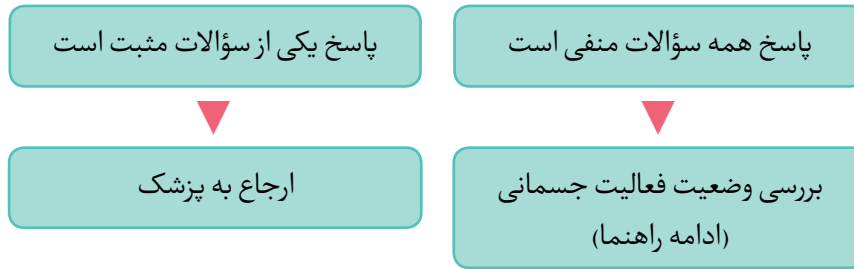 پاسخ همه سؤالات منفی است
پاسخ یکی از سؤالات مثبت است
بررسی وضعیت فعالیت جسمانی
(ادامه راهنما)
ارجاع به پزشک